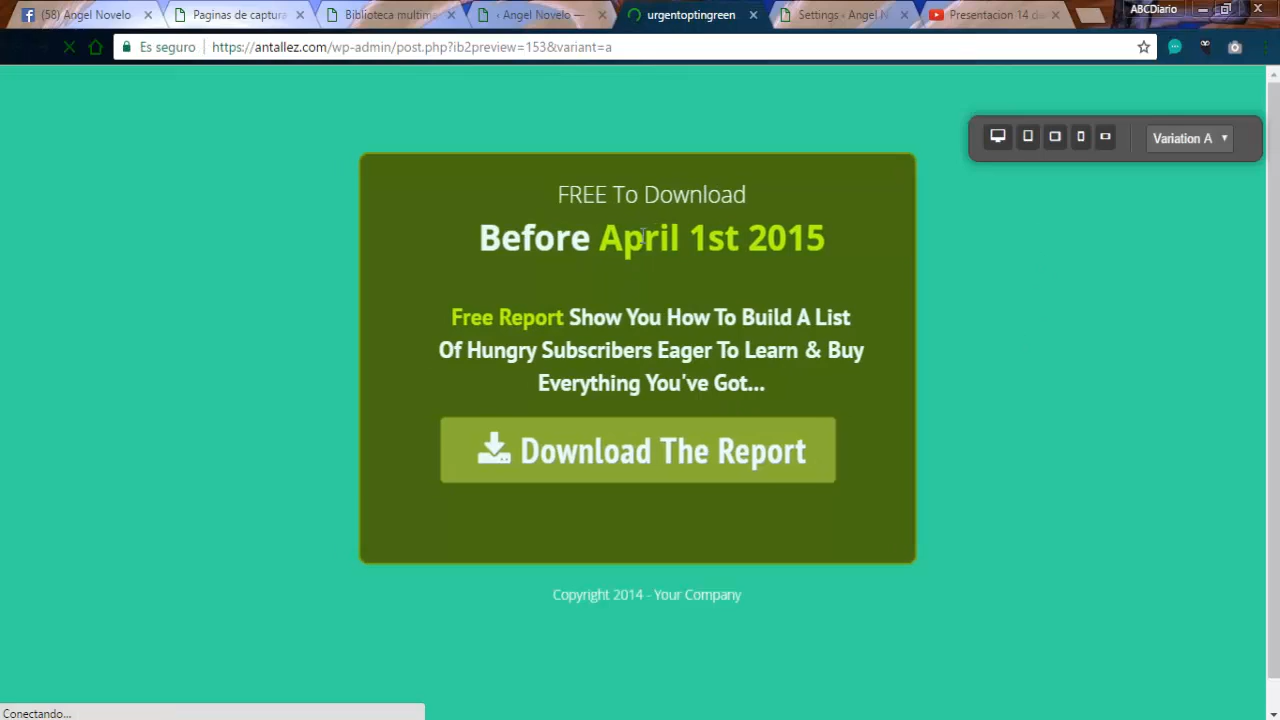 (58) Angel Novelo
Paginas de captura
Biblioteca multime
‹ Angel Novelo —
urgentoptingreen
Settings ‹ Angel N
Presentacion 14 d
ABCDiario
Es seguro
https://antallez.com/wp-admin/post.php?ib2preview=153&variant=a
Variation A
FREE To Download
Before April 1st 2015
Free Report Show You How To Build A List
Of Hungry Subscribers Eager To Learn & Buy
Everything You've Got...
Download The Report
Copyright 2014 - Your Company
Conectando...